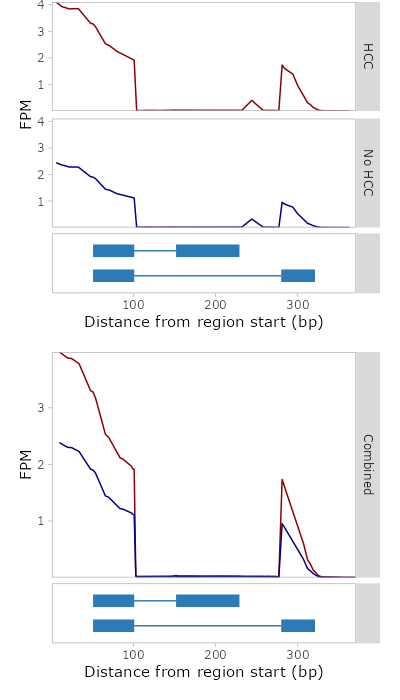 4
3
2
1
HCC
FPM
4
3
2
1
No HCC
100
200
300
Distance from region start (bp)
3
2
1
FPM
Combined
100
200
300
Distance from region start (bp)